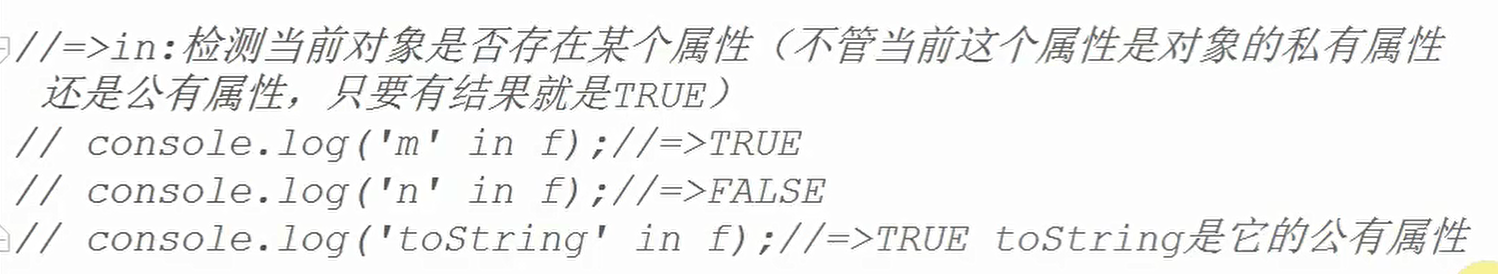 //=>in:检测当前对象是否存在某个属性（不管当前这个属性是对象的私有属性
还是公有属性，只要有结果就是TRUE）
// console.log('m' in f);//=>TRUE
// console.log('n' in f);//=>FALSE
// console.log('toString' in f);//=>TRUE toString是它的公有属性